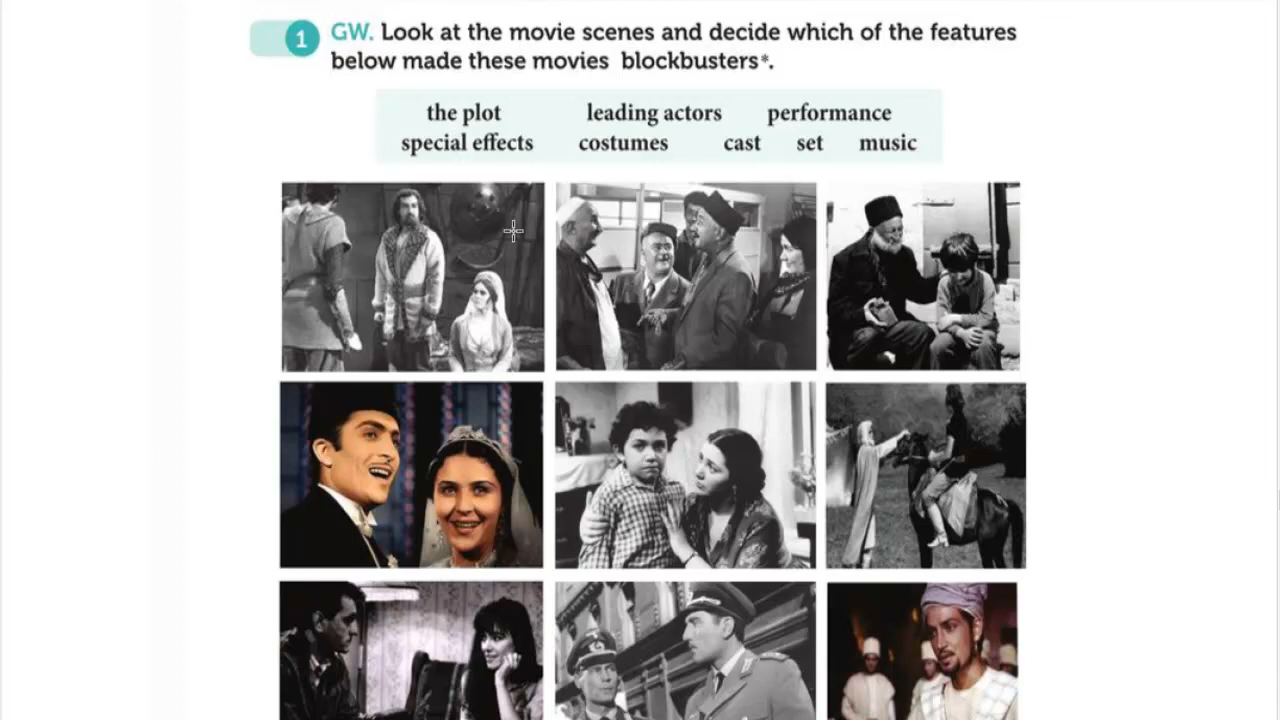 1 GW. Look at the movie scenes and decide which of the features
below made these movies blockbusters*.
the plot leading actors performance
special effects costumes cast set music